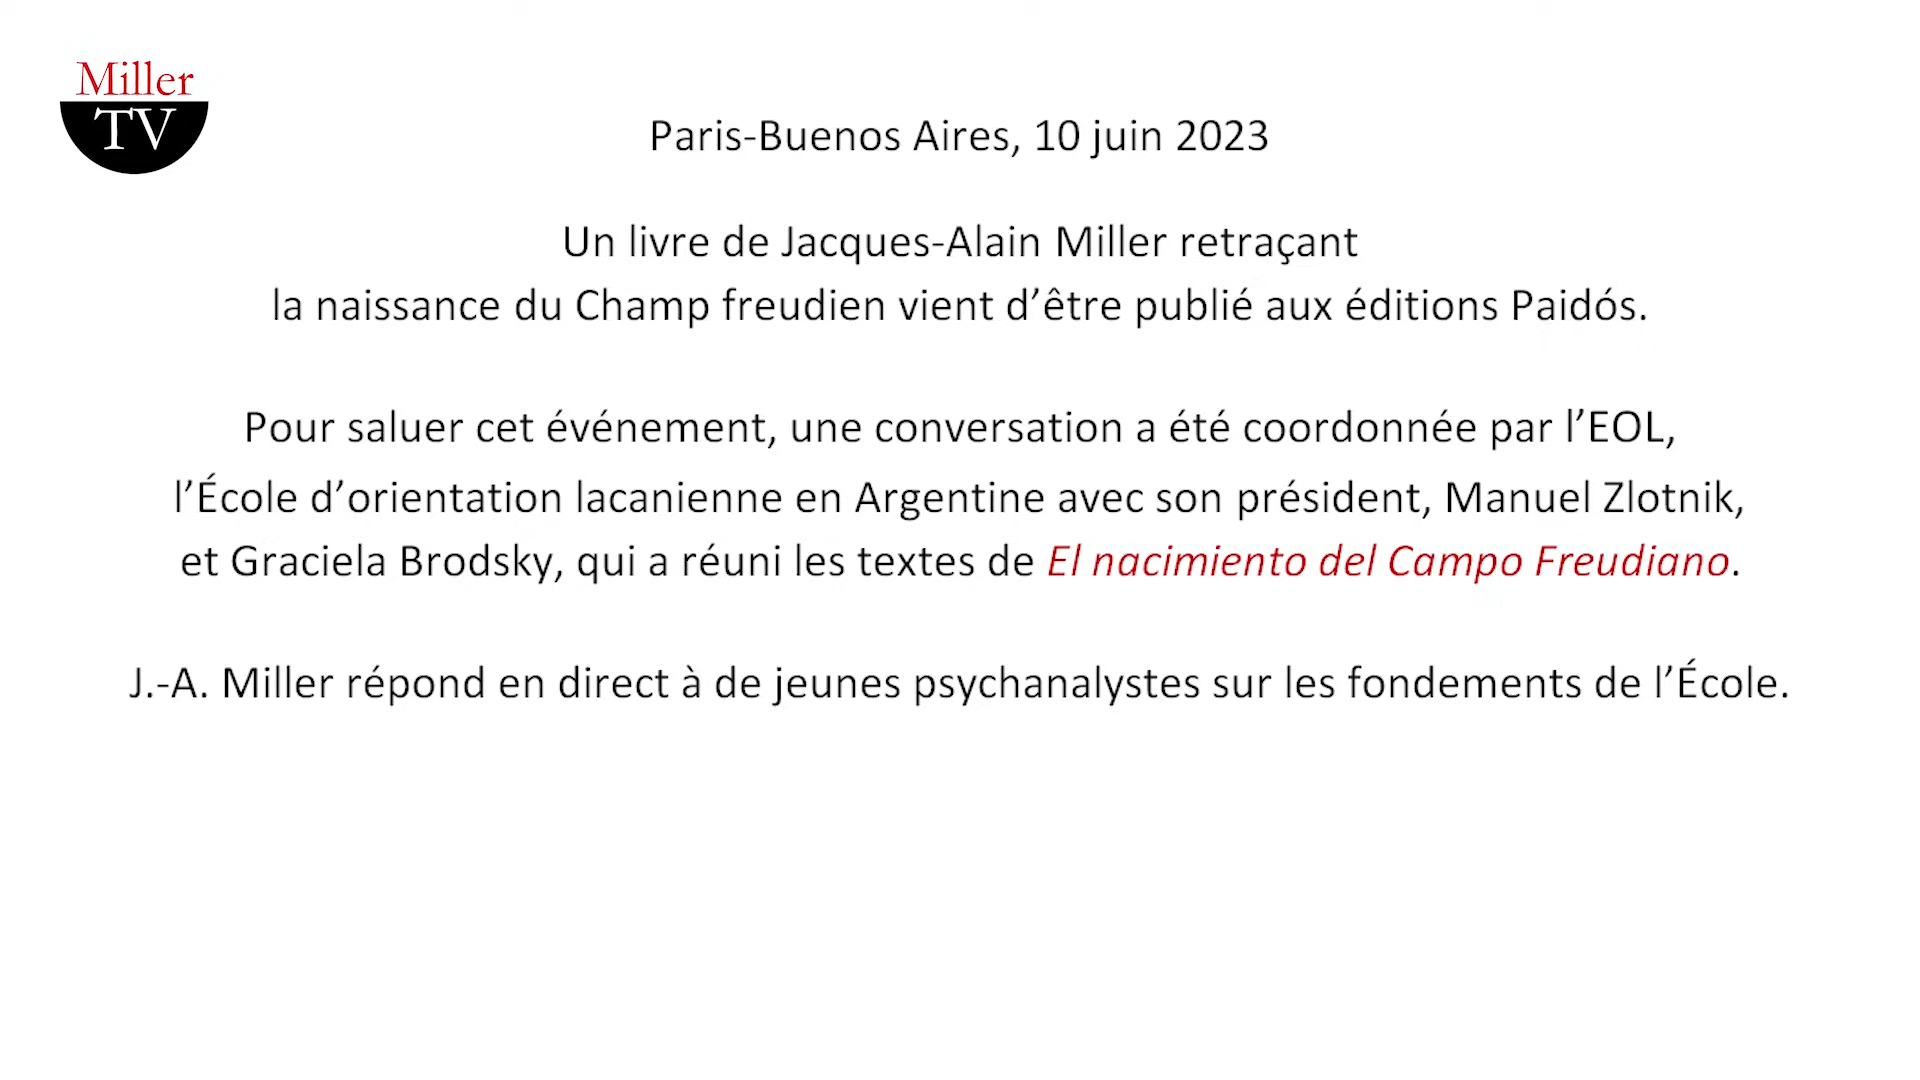 Miller
TV
Paris-Buenos Aires, 10 juin 2023
Un livre de Jacques-Alain Miller retraçant
la naissance du Champ freudien vient d’être publié aux éditions Paidós.
Pour saluer cet événement, une conversation a été coordonnée par l’EOL,
l’École d’orientation lacanienne en Argentine avec son président, Manuel Zlotnik,
et Graciela Brodsky, qui a réuni les textes de El nacimiento del Campo Freudiano.
J.-A. Miller répond en direct à de jeunes psychanalystes sur les fondements de l’École.